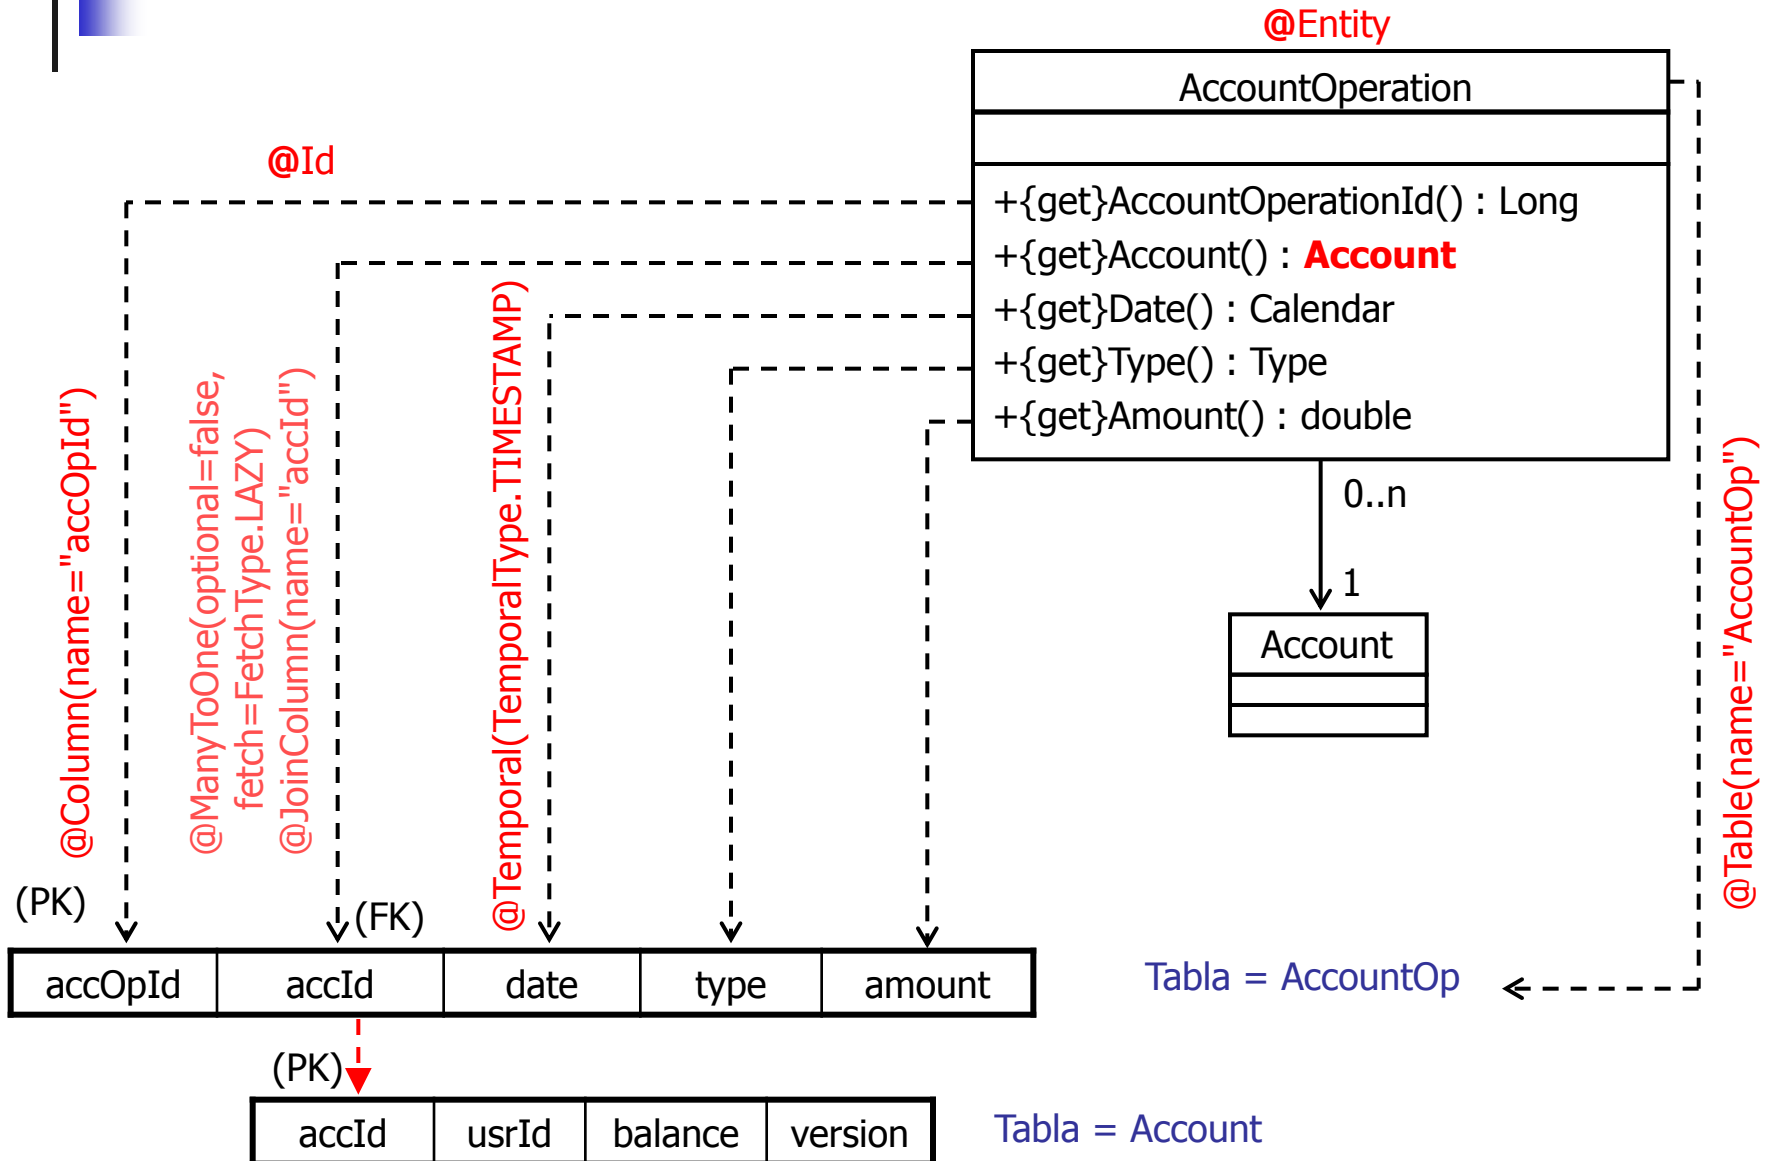 @Entity
AccountOperation
@Id
+{get}AccountOperationId() : Long
+{get}Account() : Account
+{get}Date() : Calendar
+{get}Type() : Type
+{get}Amount() : double
@Column(name="accOpId")
@ManyToOne(optional=false,
fetch=FetchType.LAZY)
@JoinColumn(name="accId")
@Temporal(TemporalType.TIMESTAMP)
@Table(name="AccountOp")
0..n
1
Account
(PK)
(FK)
accOpId
accId
date
type
amount
Tabla = AccountOp
(PK)
accId
usrId
balance
version
Tabla = Account